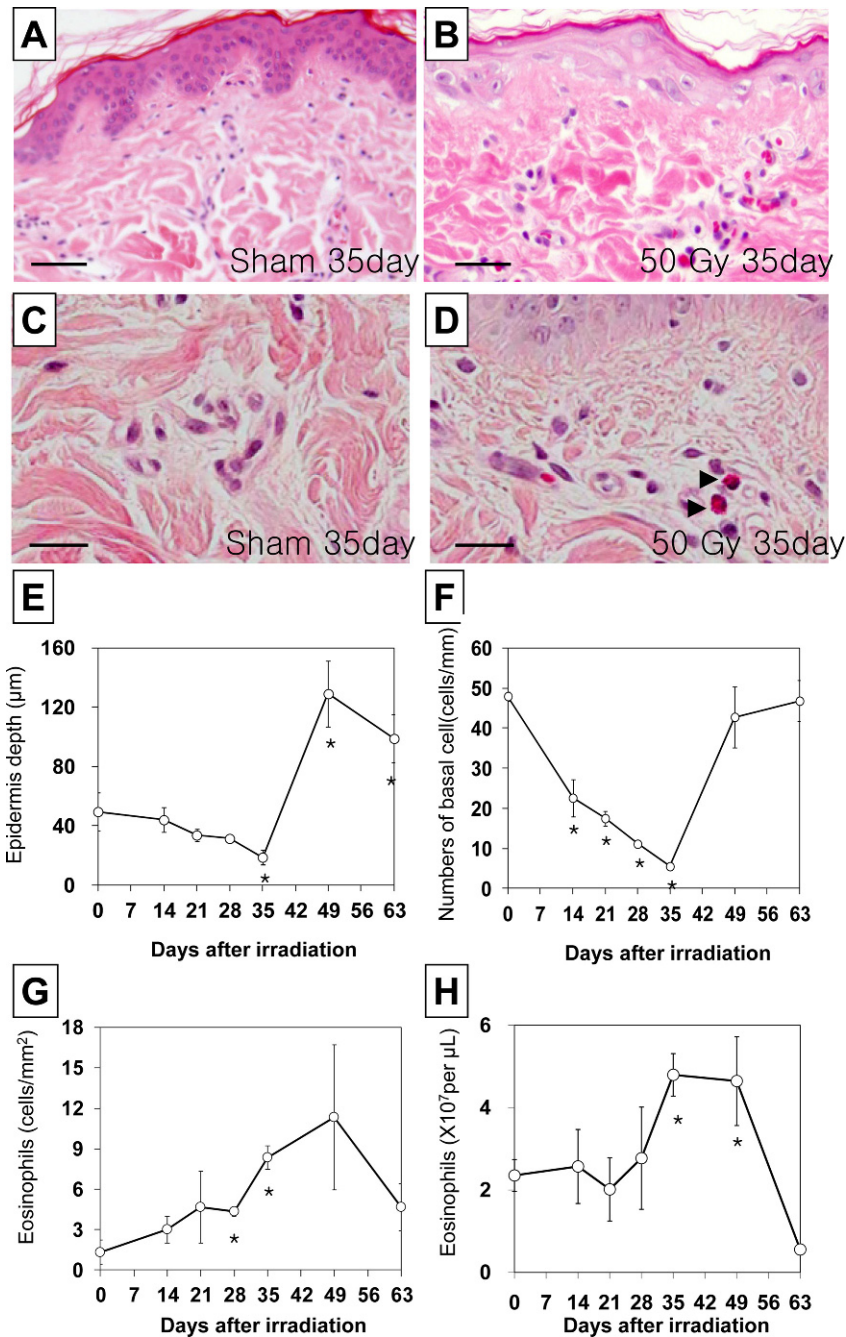 A
B
Sham 35day
50 Gy 35day
C
D
Sham 35day
50 Gy 35day
E
F
Epidermis depth (µm)
160
120
80
40
0
*
*
*
0 7 14 21 28 35 42 49 56 63
Days after irradiation
Numbers of basal cell(cells/mm)
60
50
40
30
20
10
0
*
*
*
*
0 7 14 21 28 35 42 49 56 63
Days after irradiation
G
H
Eosinophils (cells/mm²)
18
15
12
9
6
3
0
*
*
0 7 14 21 28 35 42 49 56 63
Days after irradiation
Eosinophils (X10⁷per µL)
6
4
2
0
*
*
0 7 14 21 28 35 42 49 56 63
Days after irradiation